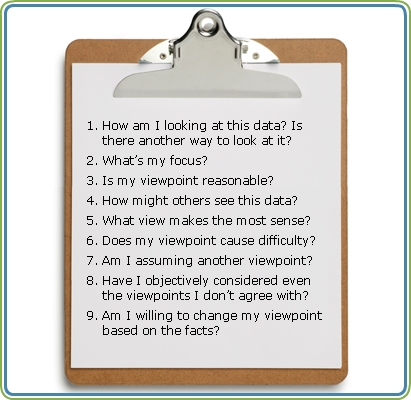 1. How am I looking at this data? Is
there another way to look at it?
2. What's my focus?
3. Is my viewpoint reasonable?
4. How might others see this data?
5. What view makes the most sense?
6. Does my viewpoint cause difficulty?
7. Am I assuming another viewpoint?
8. Have I objectively considered even
the viewpoints I don't agree with?
9. Am I willing to change my viewpoint
based on the facts?